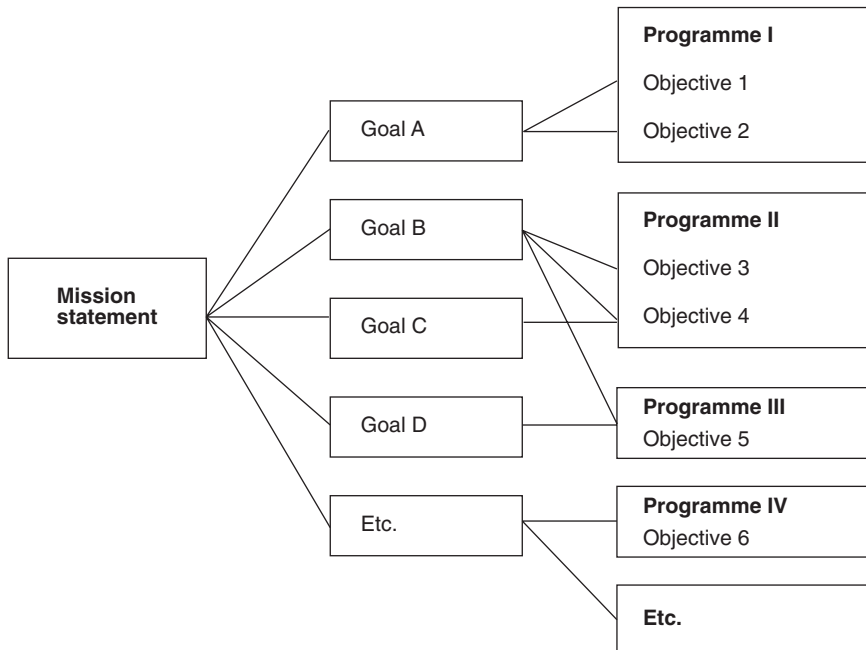 Mission
statement
Goal A
Goal B
Goal C
Goal D
Etc.
Programme I
Objective 1
Objective 2
Programme II
Objective 3
Objective 4
Programme III
Objective 5
Programme IV
Objective 6
Etc.